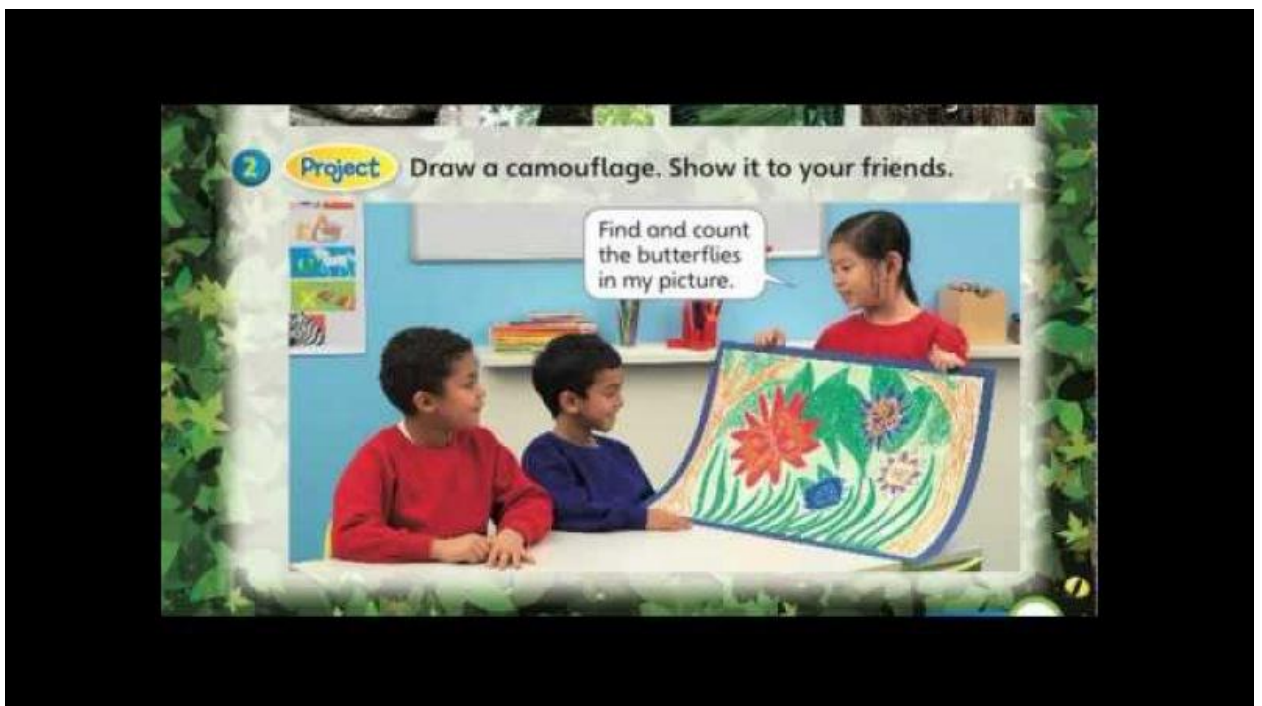 2 Project Draw a camouflage. Show it to your friends.
Find and count
the butterflies
in my picture.